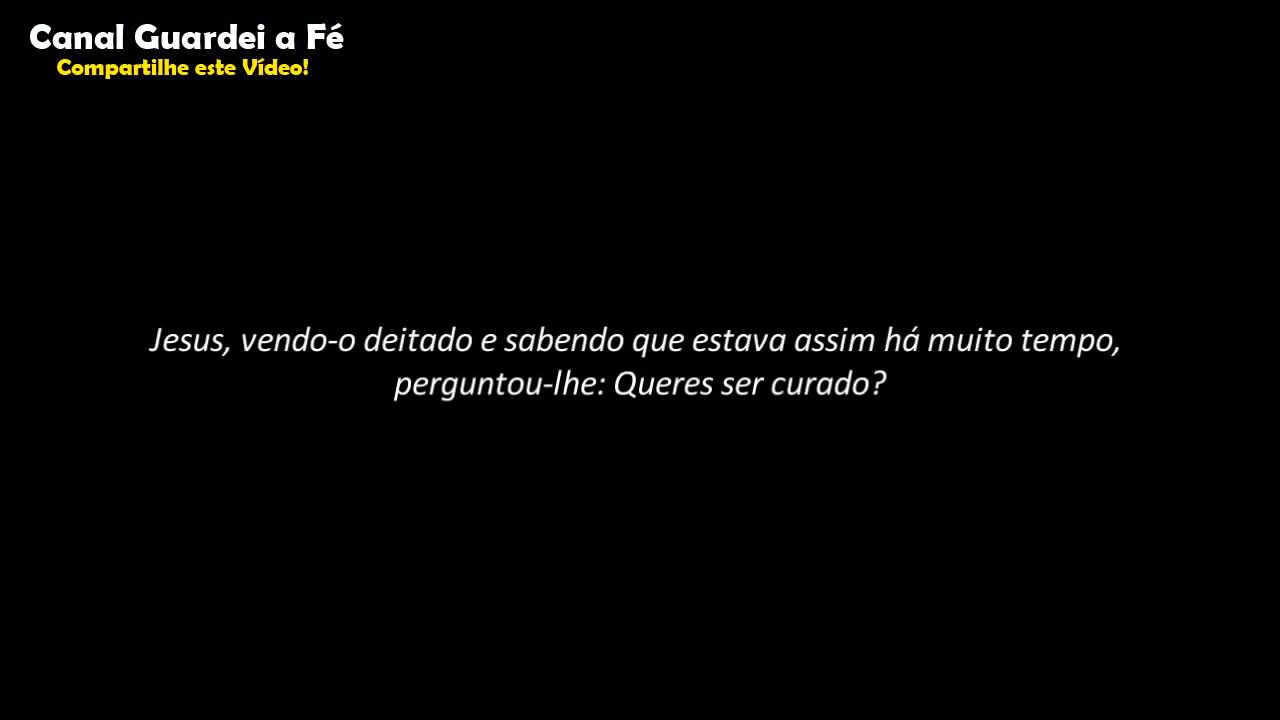 Canal Guardei a Fé
Compartilhe este Vídeo!
Jesus, vendo-o deitado e sabendo que estava assim há muito tempo,
perguntou-lhe: Queres ser curado?